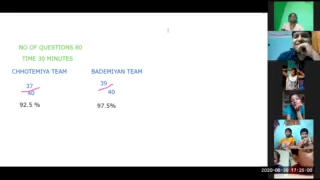 NO OF QUESTIONS 80
TIME 30 MINUTES
CHHOTEMIYA TEAM BADEMIYAN TEAM
37 39
40 40
92.5 % 97.5%
2020-08-30 17:25:00